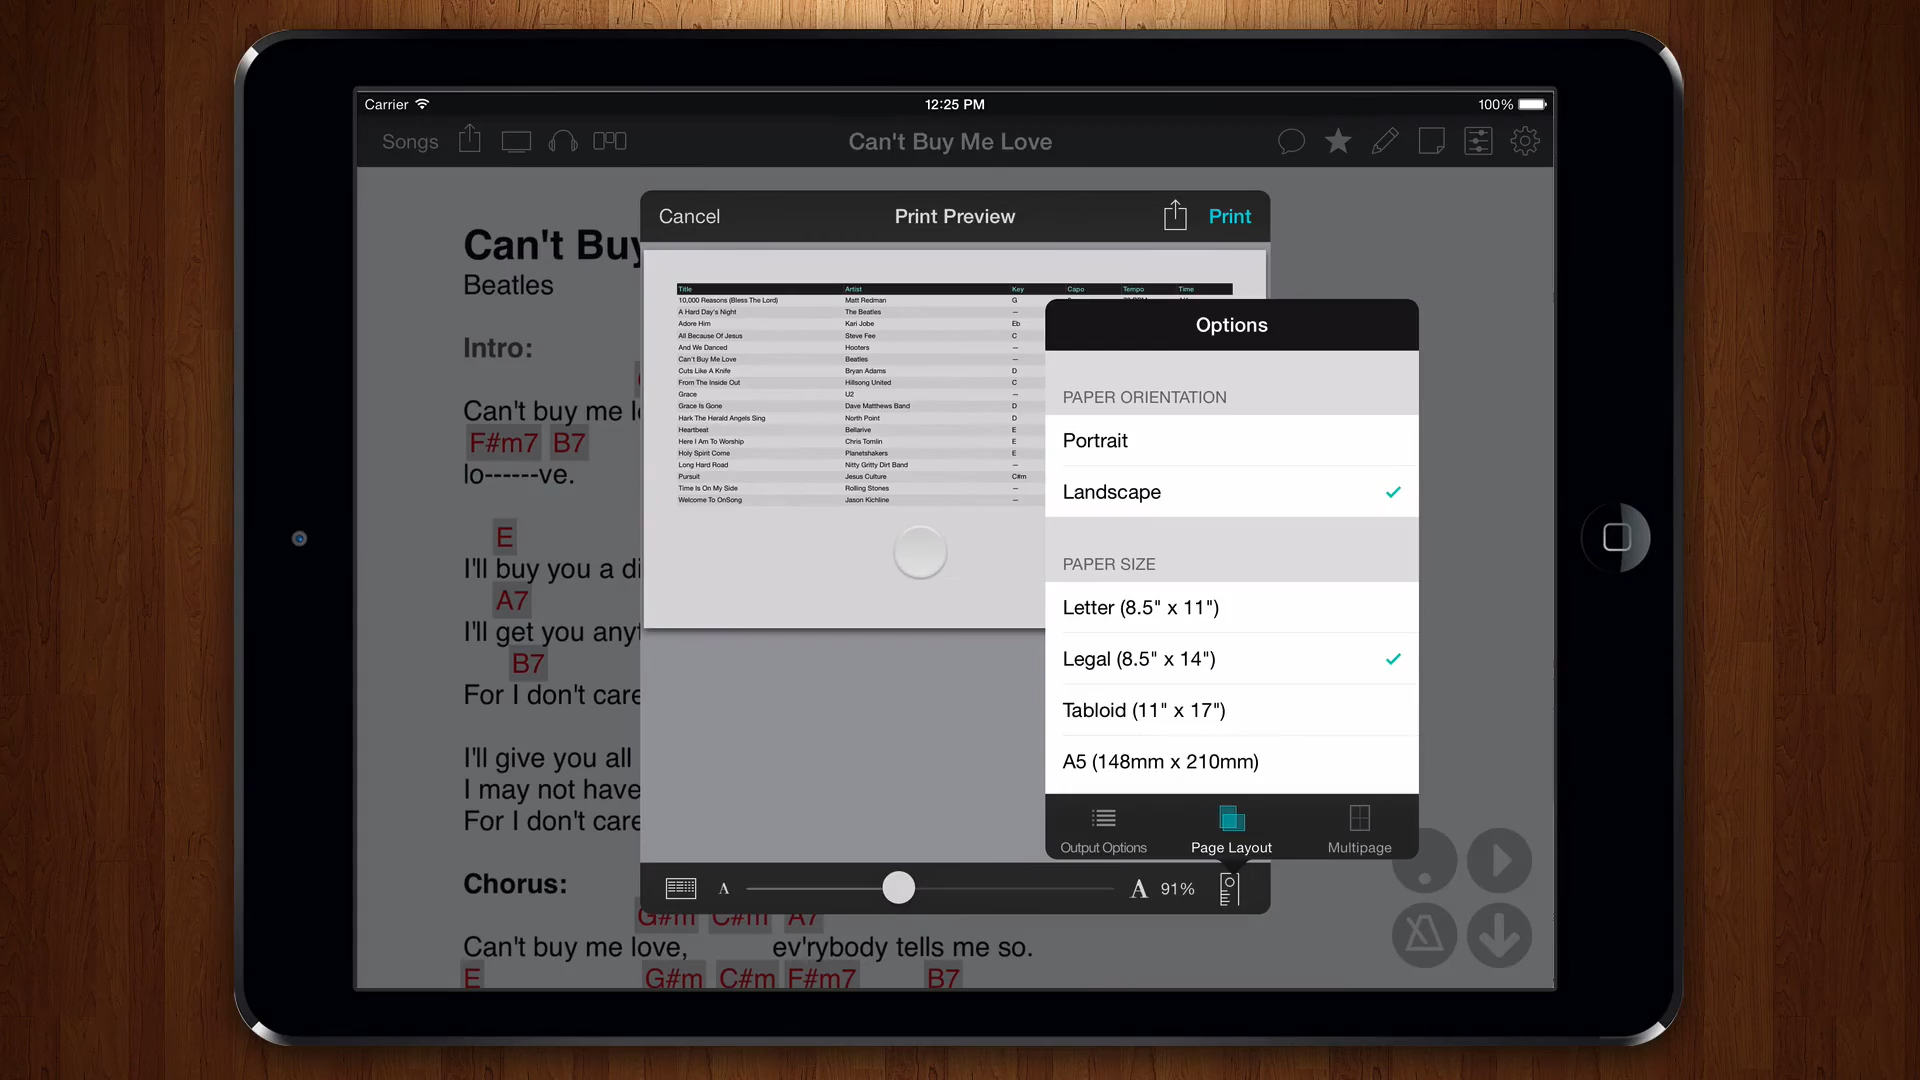 Carrier
12:25 PM
100%
Songs
Can't Buy Me Love
Cancel
Print Preview
Print
Can't Buy
Beatles
Intro:
Can't buy me l
F#m7 B7
lo------ve.
E
I'll buy you a di
A7
I'll get you any
B7
For I don't care
I'll give you all
I may not have
For I don't care
Chorus:
G#m C#m A7
Can't buy me love, ev'rybody tells me so.
E G#m C#m F#m7 B7
Title Artist Key Capo Tempo Time
10,000 Reasons (Bless The Lord) Matt Redman G
A Hard Day's Night The Beatles —
Adore Him Kari Jobe Eb
All Because Of Jesus Steve Fee C
And We Danced Hooters —
Can't Buy Me Love Beatles —
Cuts Like A Knife Bryan Adams D
From The Inside Out Hillsong United C
Grace U2 —
Grace Is Gone Dave Matthews Band D
Hark The Herald Angels Sing North Point D
Heartbeat Bellarive E
Here I Am To Worship Chris Tomlin E
Holy Spirit Come Planetshakers E
Long Hard Road Nitty Gritty Dirt Band —
Pursuit Jesus Culture C#m
Time Is On My Side Rolling Stones —
Welcome To OnSong Jason Kichline —
Options
PAPER ORIENTATION
Portrait
Landscape
PAPER SIZE
Letter (8.5" x 11")
Legal (8.5" x 14")
Tabloid (11" x 17")
A5 (148mm x 210mm)
Output Options
Page Layout
Multipage
A A 91%